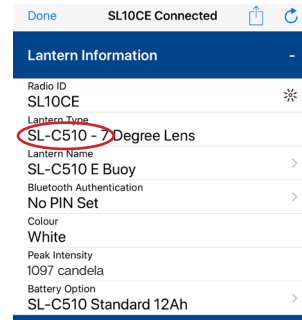 Done SL10CE Connected
Lantern Information -
Radio ID
SL10CE
Lantern Type
SL-C510 - 7 Degree Lens
Lantern Name
SL-C510 E Buoy
Bluetooth Authentication
No PIN Set
Colour
White
Peak Intensity
1097 candela
Battery Option
SL-C510 Standard 12Ah